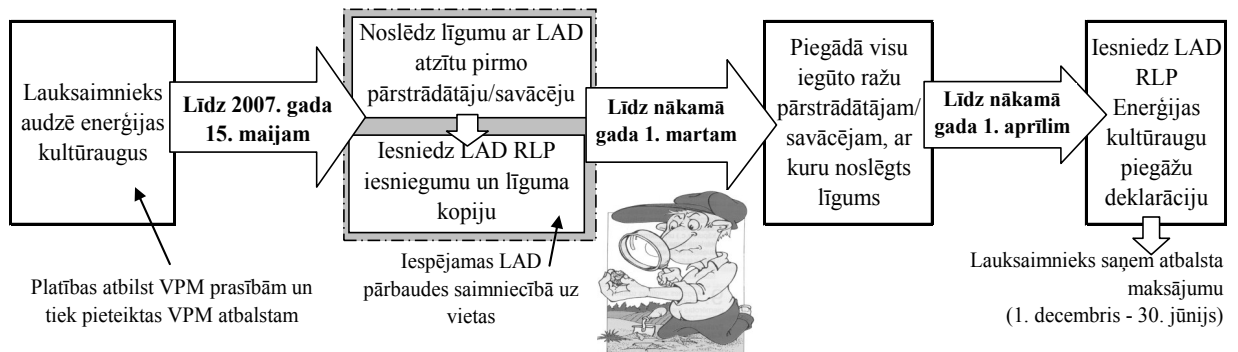 Lauksaimnieks
audzē enerģijas
kultūraugus
Platības atbilst VPM prasībām un
tiek pieteiktas VPM atbalstam
Līdz 2007. gada
15. maijam
Noslēdz līgumu ar LAD
atzītu pirmo
pārstrādātāju/savācēju
Iesniedz LAD RLP
iesniegumu un līguma
kopiju
Iespējamas LAD
pārbaudes saimniecībā uz
vietas
Līdz nākamā
gada 1. martam
Piegādā visu
iegūto ražu
pārstrādātājam/
savācējam, ar
kuru noslēgts
līgums
Līdz nākamā
gada 1. aprīlim
Iesniedz LAD
RLP
Enerģijas
kultūraugu
piegāžu
deklarāciju
Lauksaimnieks saņem atbalsta
maksājumu
(1. decembris - 30. jūnijs)